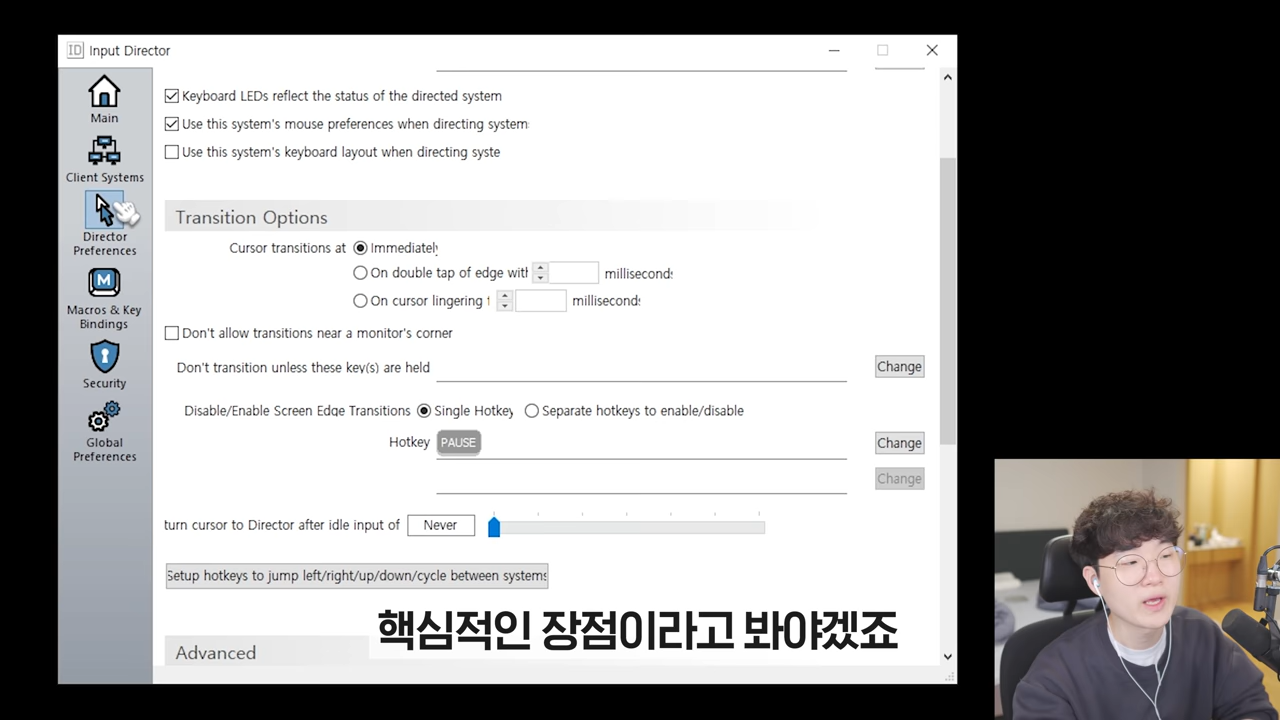 ID Input Director
Main
Client Systems
Director
Preferences
M
Macros & Key
Bindings
Security
Global
Preferences
Keyboard LEDs reflect the status of the directed system
Use this system's mouse preferences when directing system
Use this system's keyboard layout when directing syste
Transition Options
Cursor transitions at Immediately
On double tap of edge with milliseconds
On cursor lingering milliseconds
Don't allow transitions near a monitor's corner
Don't transition unless these key(s) are held Change
Disable/Enable Screen Edge Transitions Single Hotkey Separate hotkeys to enable/disable
Hotkey PAUSE Change
Change
turn cursor to Director after idle input of Never
Setup hotkeys to jump left/right/up/down/cycle between systems
핵심적인 장점이라고 봐야겠죠
Advanced